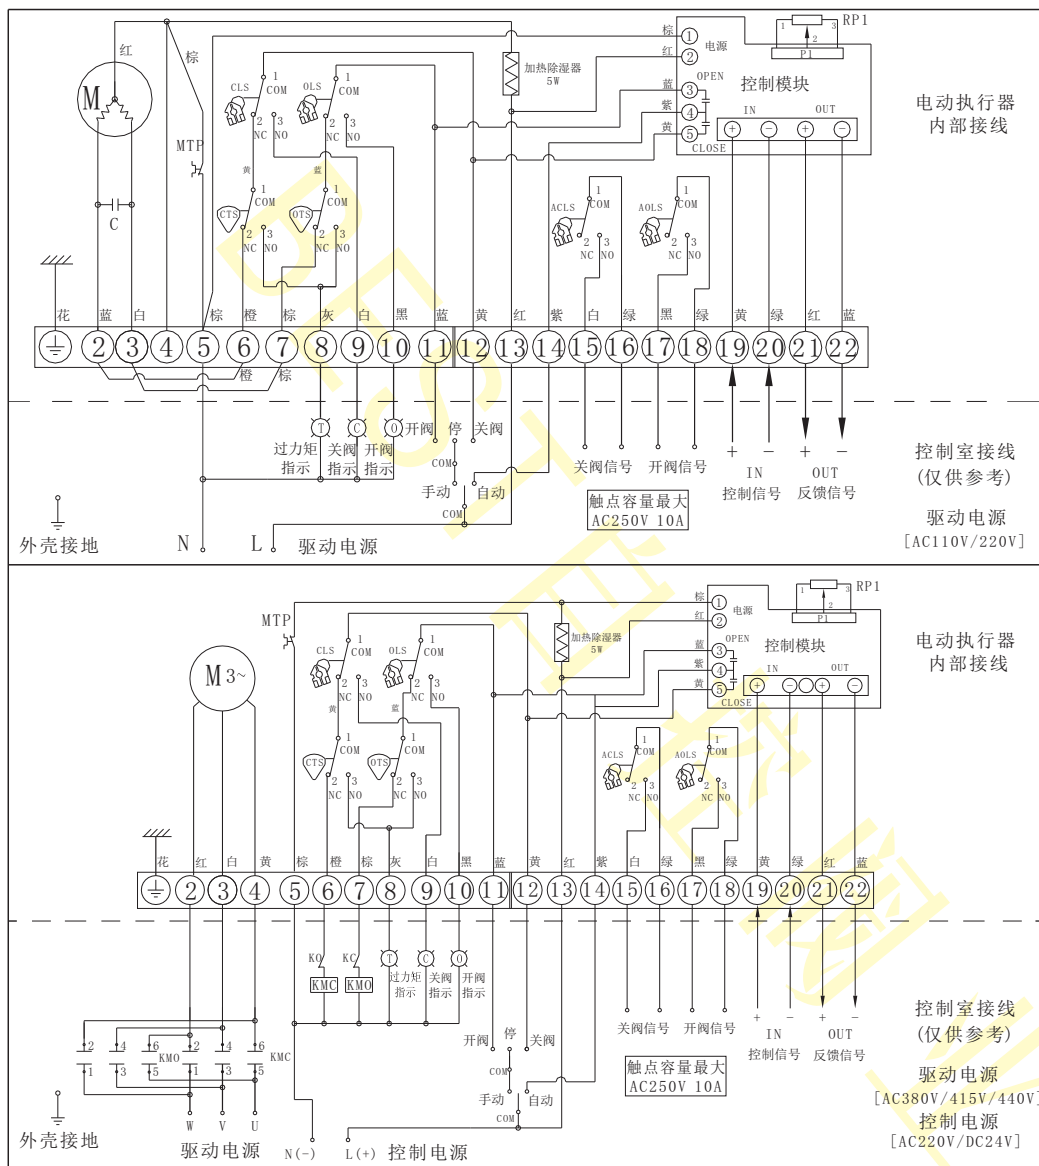 RP1
1 3
2
P1
棕 1 电源
红 2
蓝 3 OPEN
紫 4
黄 5
CLOSE
控制模块
IN OUT
+ − + −
加热除湿器
5W
电动执行器
内部接线
红
棕
M
MTP
C
CLS 1 COM
2 NC 3 NO
OLS 1 COM
2 NC 3 NO
黄 蓝
CTS 1 COM
2 NC 3 NO
OTS 1 COM
2 NC 3 NO
ACLS 1 COM
2 NC 3 NO
AOLS 1 COM
2 NC 3 NO
花 蓝 白 棕 橙 棕 灰 白 黑 蓝 黄 红 紫 白 绿 黑 绿 黄 绿 红 蓝
2 3 4 5 6 7 8 9 10 11 12 13 14 15 16 17 18 19 20 21 22
橙 棕
T C O
过力矩
指示
关阀
指示
开阀
指示
开阀 停 关阀
COM
手动 自动
COM
关阀信号 开阀信号
触点容量最大
AC250V 10A
+ − + −
IN
控制信号
OUT
反馈信号
控制室接线
(仅供参考)
驱动电源
[AC110V/220V]
外壳接地
N L 驱动电源
RP1
1 3
2
P1
棕 1 电源
红 2
蓝 3 OPEN
紫 4
黄 5
CLOSE
控制模块
IN OUT
+ − + −
加热除湿器
5W
电动执行器
内部接线
MTP
M 3~
CLS 1 COM
2 NC 3 NO
OLS 1 COM
2 NC 3 NO
黄 蓝
CTS 1 COM
2 NC 3 NO
OTS 1 COM
2 NC 3 NO
ACLS 1 COM
2 NC 3 NO
AOLS 1 COM
2 NC 3 NO
花 红 白 黄 棕 橙 棕 灰 白 黑 蓝 黄 红 紫 白 绿 黑 绿 黄 绿 红 蓝
2 3 4 5 6 7 8 9 10 11 12 13 14 15 16 17 18 19 20 21 22
KO KC
KMC KMO
T C O
过力矩
指示
关阀
指示
开阀
指示
2 4 6 KMO 2 4 6 KMC
1 3 5 1 3 5
W V U
开阀 停 关阀
COM
手动 自动
COM
关阀信号 开阀信号
触点容量最大
AC250V 10A
+ − + −
IN
控制信号
OUT
反馈信号
控制室接线
(仅供参考)
驱动电源
[AC380V/415V/440V]
控制电源
[AC220V/DC24V]
外壳接地
驱动电源
N(-) L(+) 控制电源